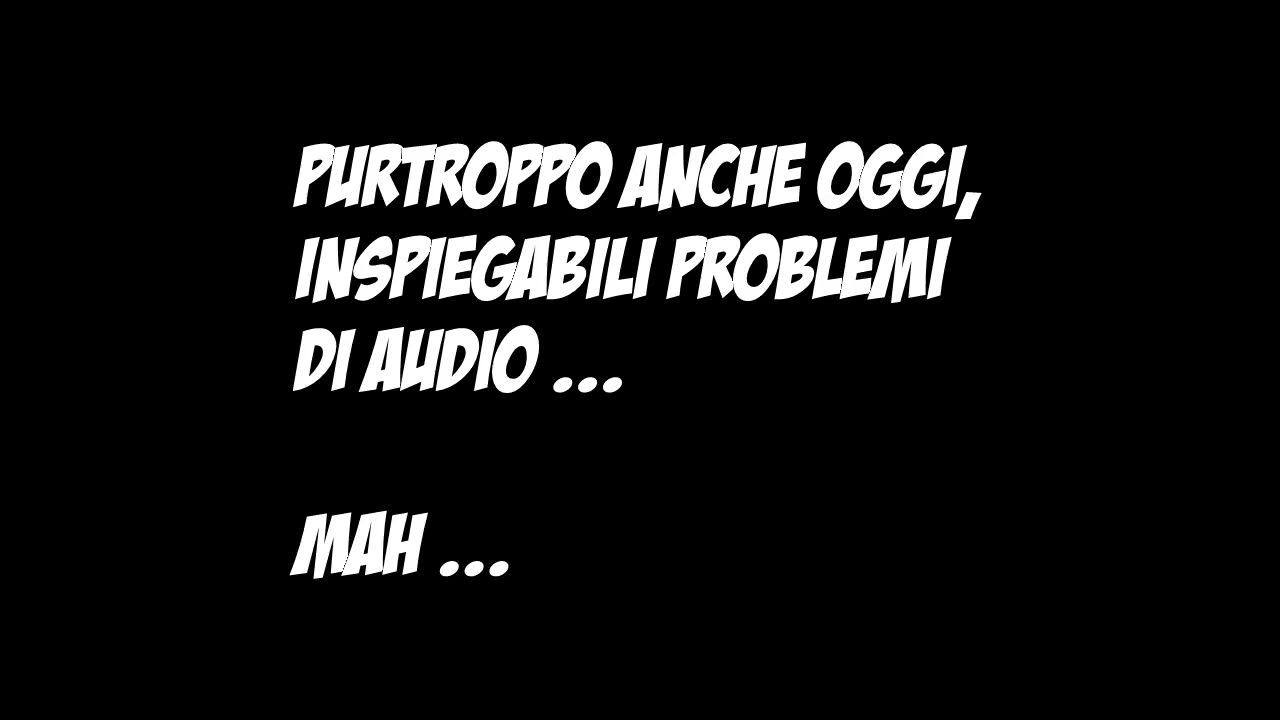 PURTROPPO ANCHE OGGI,
INSPIEGABILI PROBLEMI
DI AUDIO ...
MAH ...